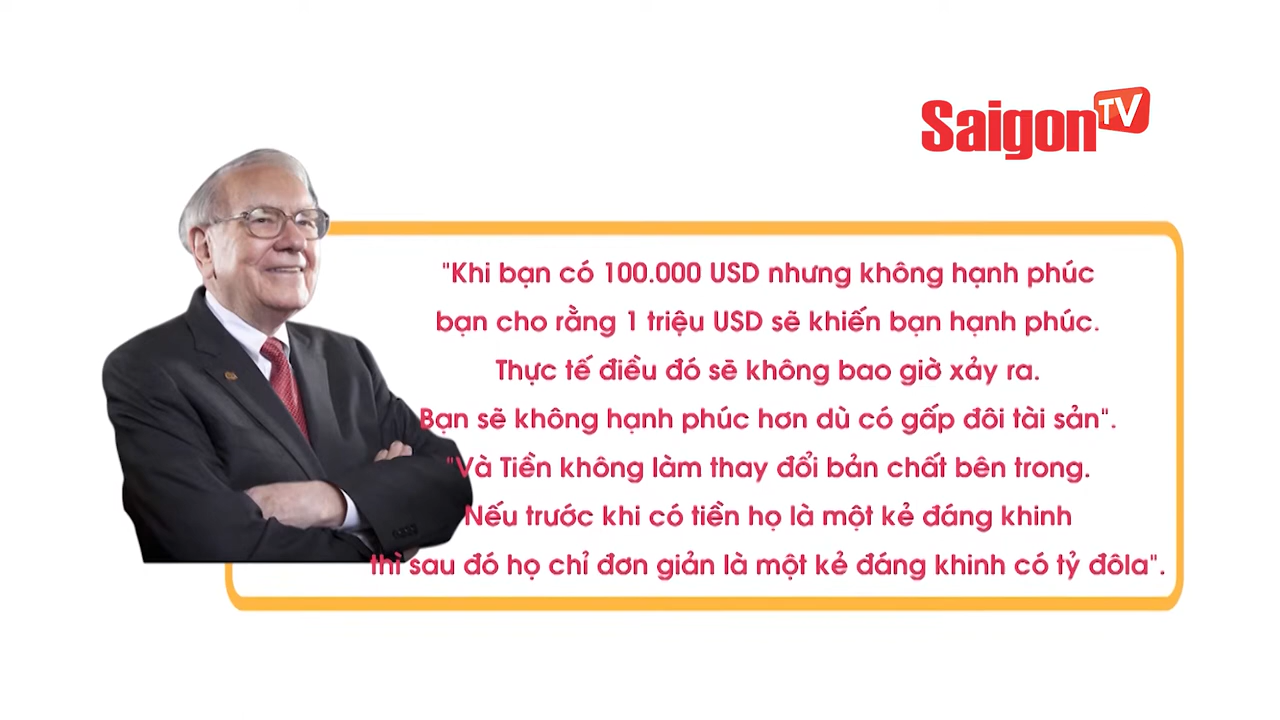 Saigon TV
"Khi bạn có 100.000 USD nhưng không hạnh phúc
bạn cho rằng 1 triệu USD sẽ khiến bạn hạnh phúc.
Thực tế điều đó sẽ không bao giờ xảy ra.
Bạn sẽ không hạnh phúc hơn dù có gấp đôi tài sản".
"Và Tiền không làm thay đổi bản chất bên trong.
Nếu trước khi có tiền họ là một kẻ đáng khinh
thì sau đó họ chỉ đơn giản là một kẻ đáng khinh có tỷ đôla".